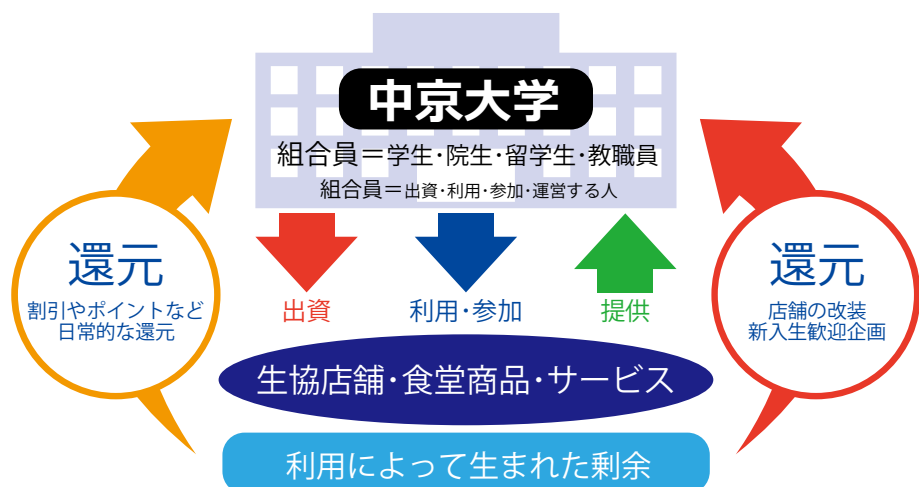 中京大学
組合員＝学生・院生・留学生・教職員
組合員＝出資・利用・参加・運営する人
還元
割引やポイントなど
日常的な還元
出資
利用・参加
提供
還元
店舗の改装
新入生歓迎企画
生協店舗・食堂商品・サービス
利用によって生まれた剰余